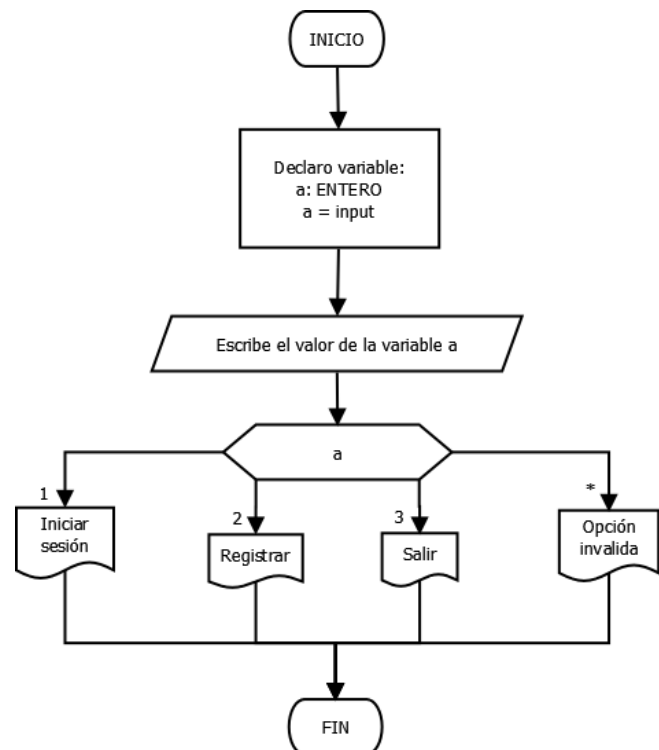 INICIO
Declaro variable:
a: ENTERO
a = input
Escribe el valor de la variable a
a
1
Iniciar
sesión
2
Registrar
3
Salir
*
Opción
invalida
FIN